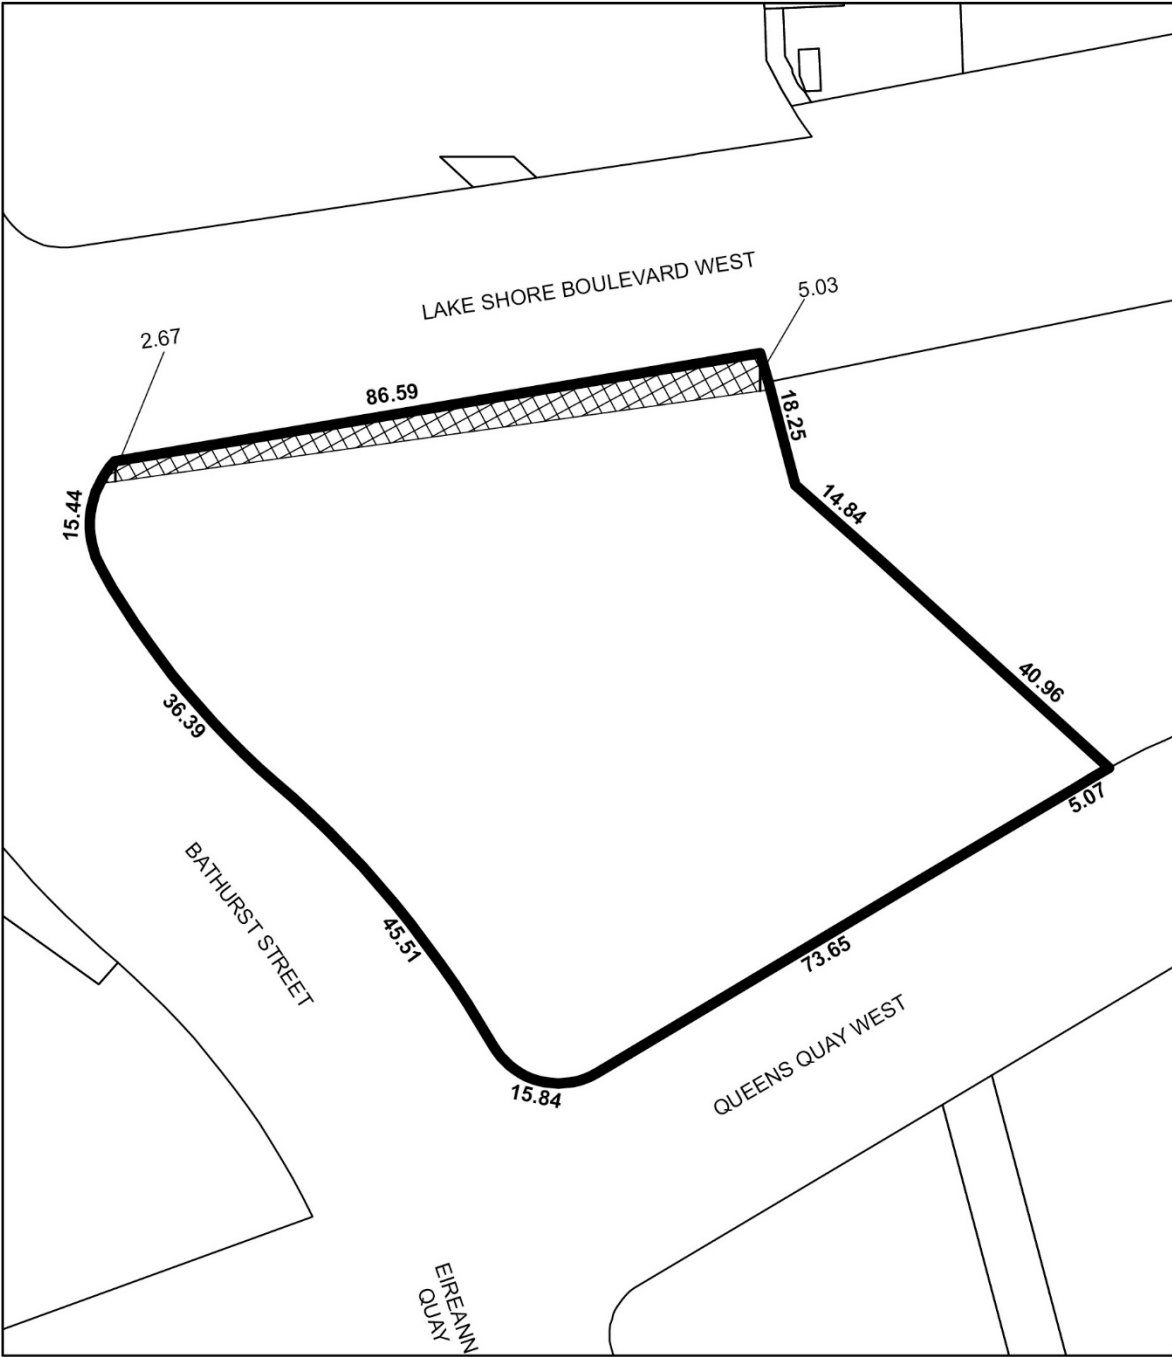 LAKE SHORE BOULEVARD WEST
5.03
2.67
86.59
18.25
15.44
14.84
40.96
36.39
5.07
BATHURST STREET
45.51
73.65
QUEENS QUAY WEST
15.84
EIREANN
QUAY